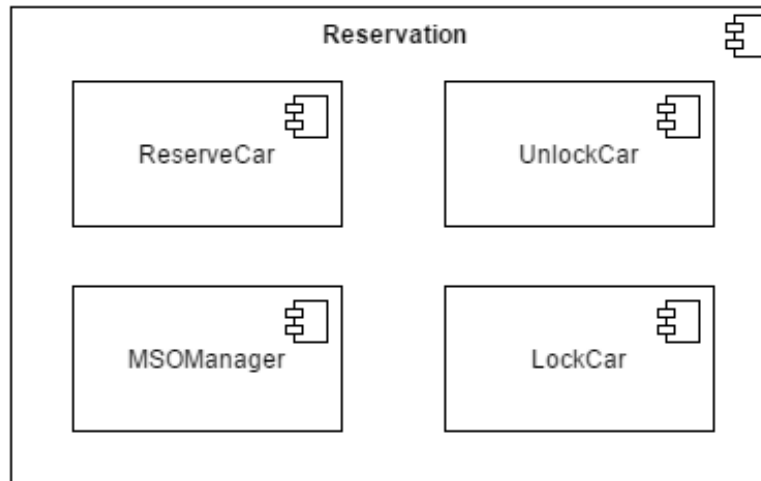 Reservation
ReserveCar
UnlockCar
MSOManager
LockCar